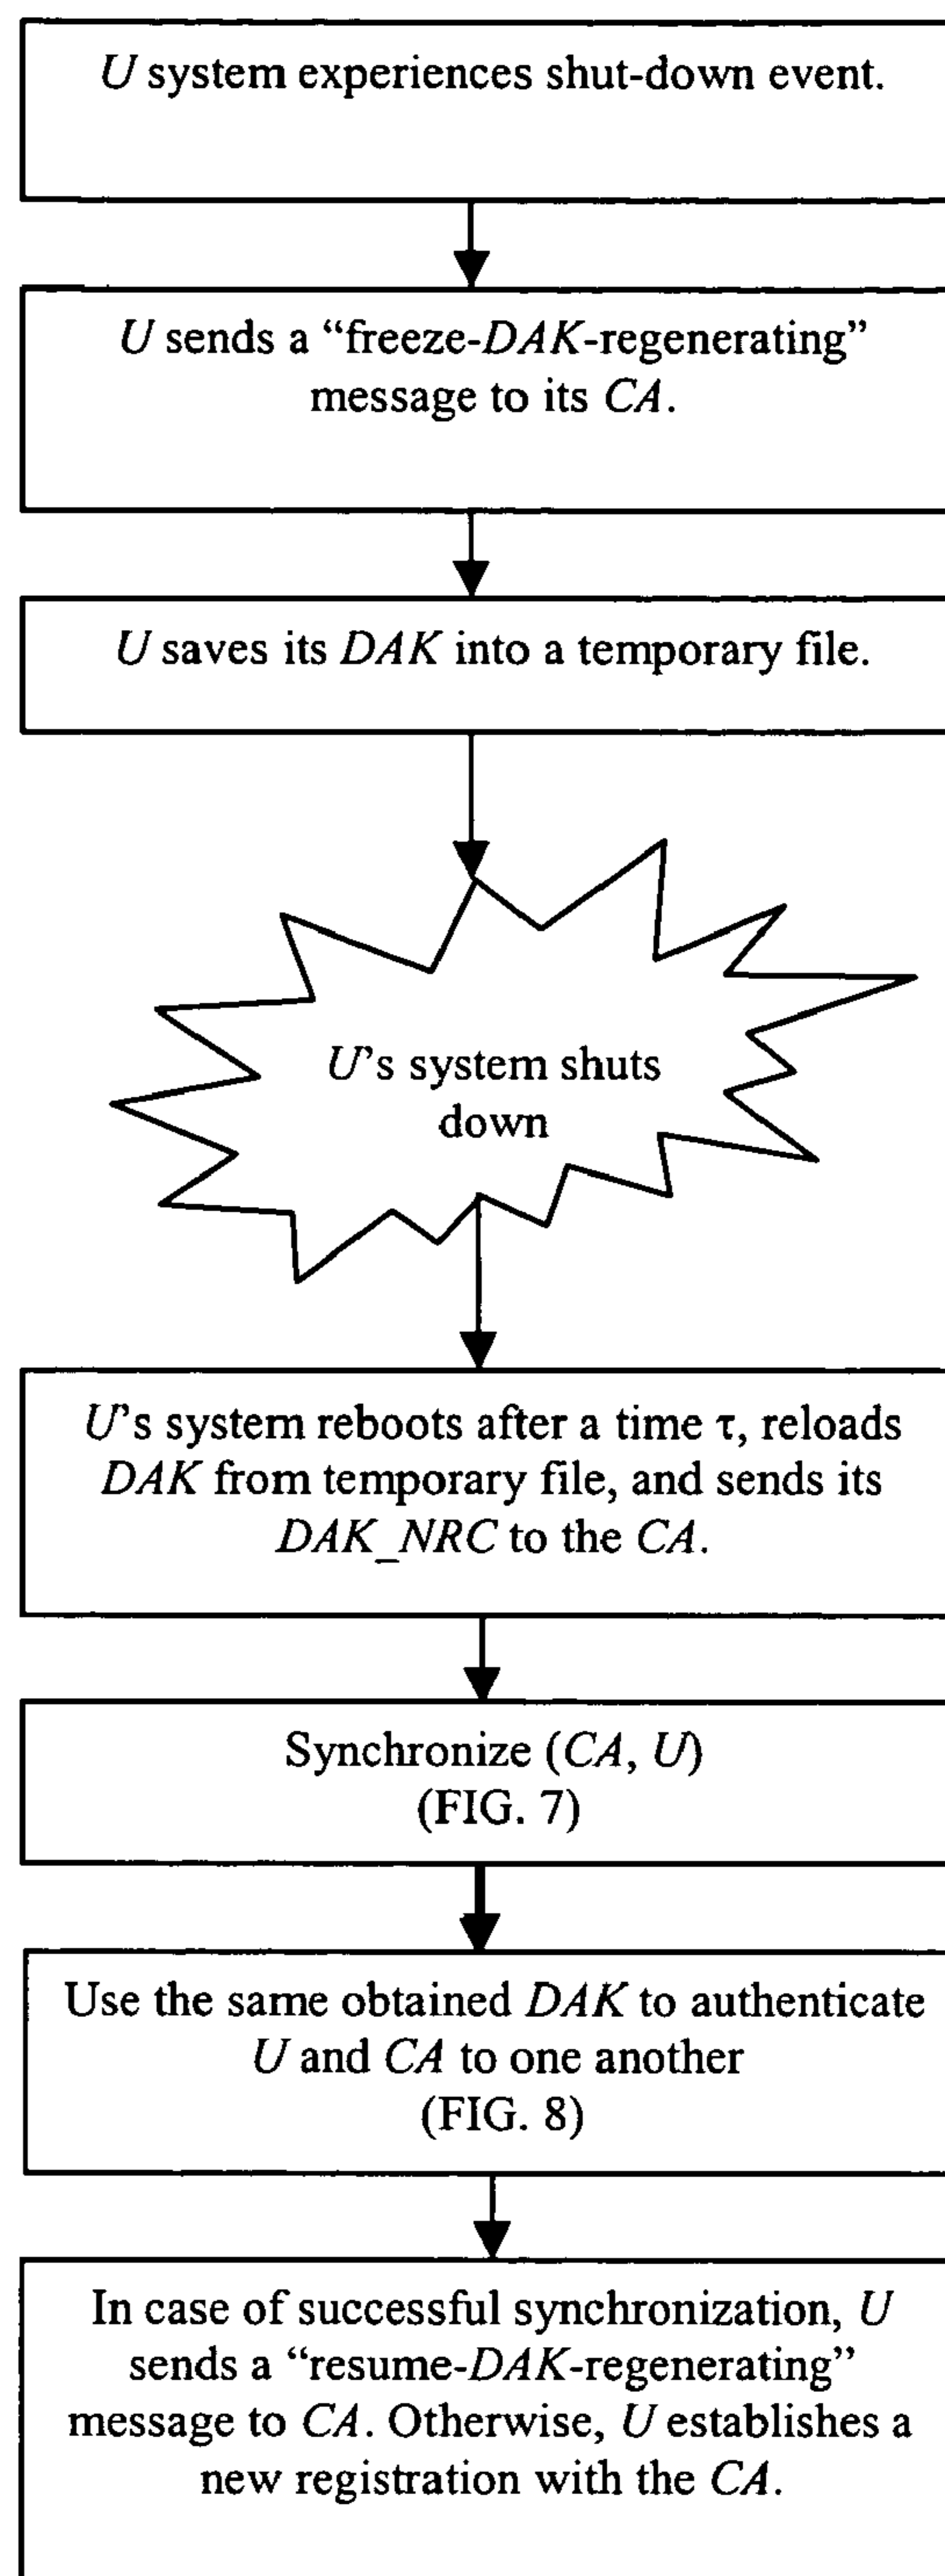 U system experiences shut-down event.
U sends a “freeze-DAK-regenerating”
message to its CA.
U saves its DAK into a temporary file.
U's system shuts
down
U's system reboots after a time τ, reloads
DAK from temporary file, and sends its
DAK_NRC to the CA.
Synchronize (CA, U)
(FIG. 7)
Use the same obtained DAK to authenticate
U and CA to one another
(FIG. 8)
In case of successful synchronization, U
sends a “resume-DAK-regenerating”
message to CA. Otherwise, U establishes a
new registration with the CA.